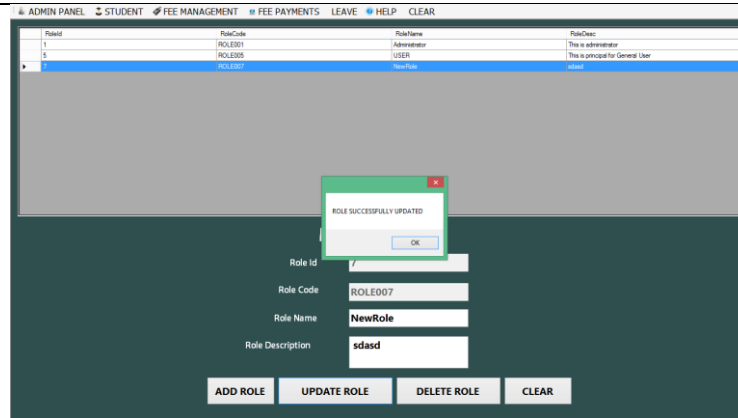 ADMIN PANEL STUDENT FEE MANAGEMENT FEE PAYMENTS LEAVE HELP CLEAR
RoleId RoleCode RoleName RoleDesc
1 ROLE001 Administrator This is administrator
5 ROLE005 USER This is principal for General User
7 ROLE007 NewRole sdasd
ROLE SUCCESSFULLY UPDATED
OK
Role Id 7
Role Code ROLE007
Role Name NewRole
Role Description sdasd
ADD ROLE UPDATE ROLE DELETE ROLE CLEAR